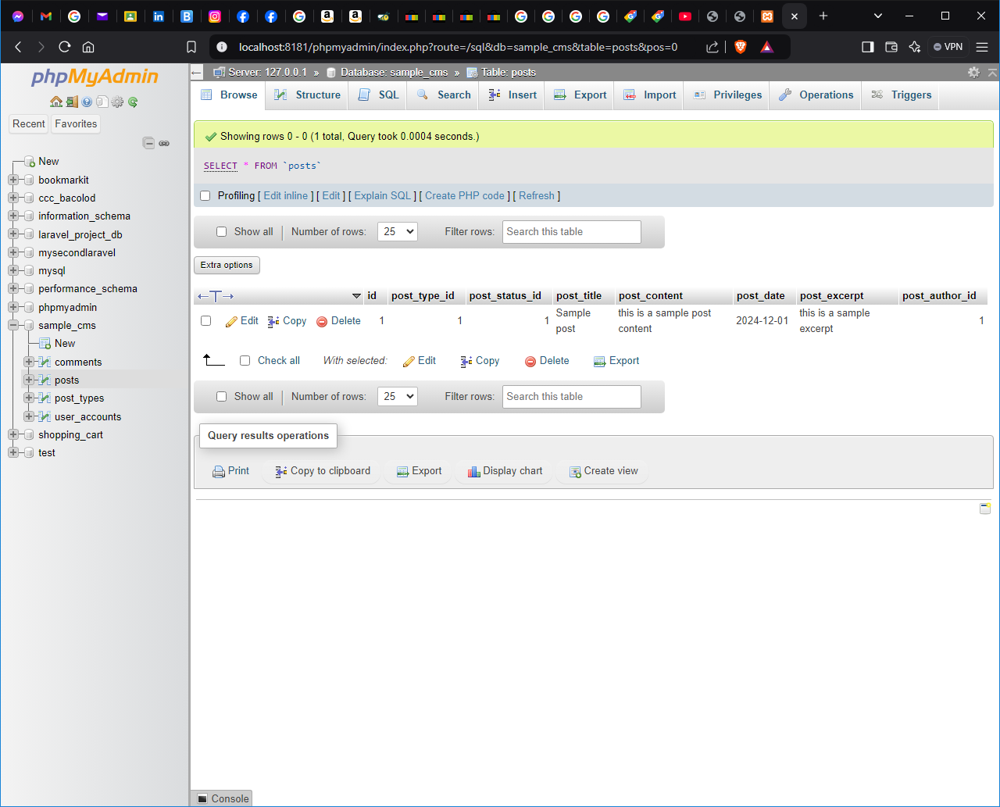 localhost:8181/phpmyadmin/index.php?route=/sql&db=sample_cms&table=posts&pos=0
VPN
phpMyAdmin
Recent
Favorites
New
bookmarkit
ccc_bacolod
information_schema
laravel_project_db
mysecondlaravel
mysql
performance_schema
phpmyadmin
sample_cms
New
comments
posts
post_types
user_accounts
shopping_cart
test
Server: 127.0.0.1 » Database: sample_cms » Table: posts
Browse Structure SQL Search Insert Export Import Privileges Operations Triggers
Showing rows 0 - 0 (1 total, Query took 0.0004 seconds.)
SELECT * FROM `posts`
Profiling [ Edit inline ] [ Edit ] [ Explain SQL ] [ Create PHP code ] [ Refresh ]
Show all | Number of rows: 25 Filter rows: Search this table
Extra options
id post_type_id post_status_id post_title post_content post_date post_excerpt post_author_id
Edit Copy Delete 1 1 1 Sample post this is a sample post content 2024-12-01 this is a sample excerpt 1
Check all With selected: Edit Copy Delete Export
Show all | Number of rows: 25 Filter rows: Search this table
Query results operations
Print Copy to clipboard Export Display chart Create view
Console